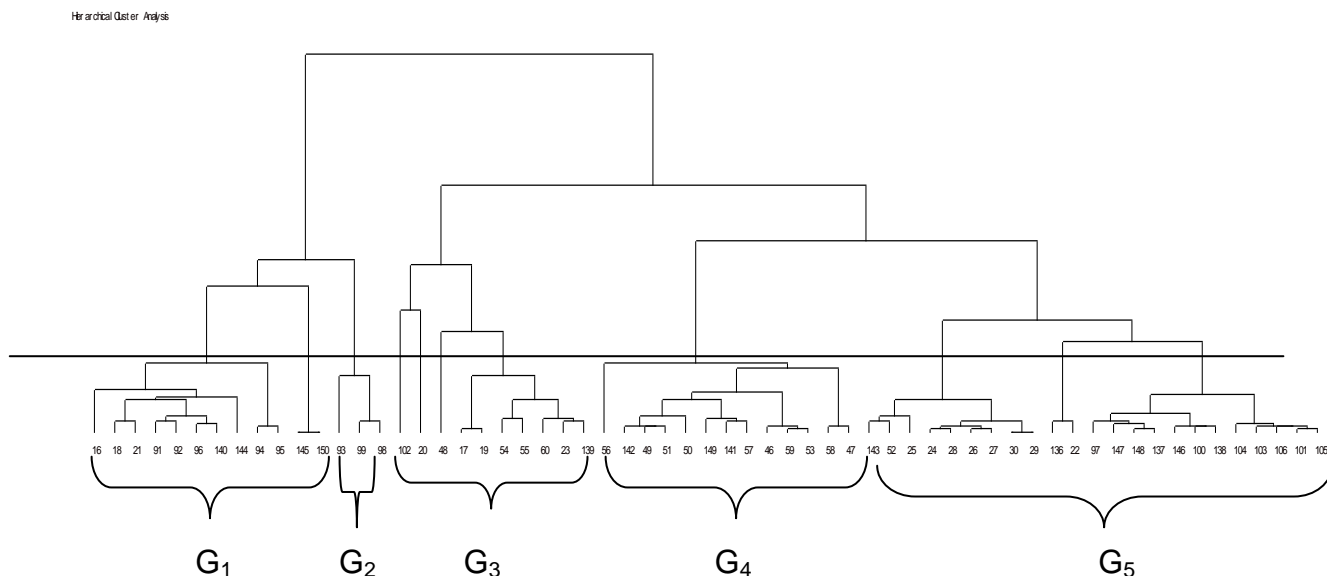 Hierarchical Cluster Analysis
16 18 21 91 92 96 140 144 94 95 145 150 93 99 98 102 20 48 17 19 54 55 60 23 139 56 142 49 51 50 149 141 57 46 59 53 58 47 143 52 25 24 28 26 27 30 29 136 22 97 147 148 137 146 100 138 104 103 106 101 105
G1 G2 G3 G4 G5